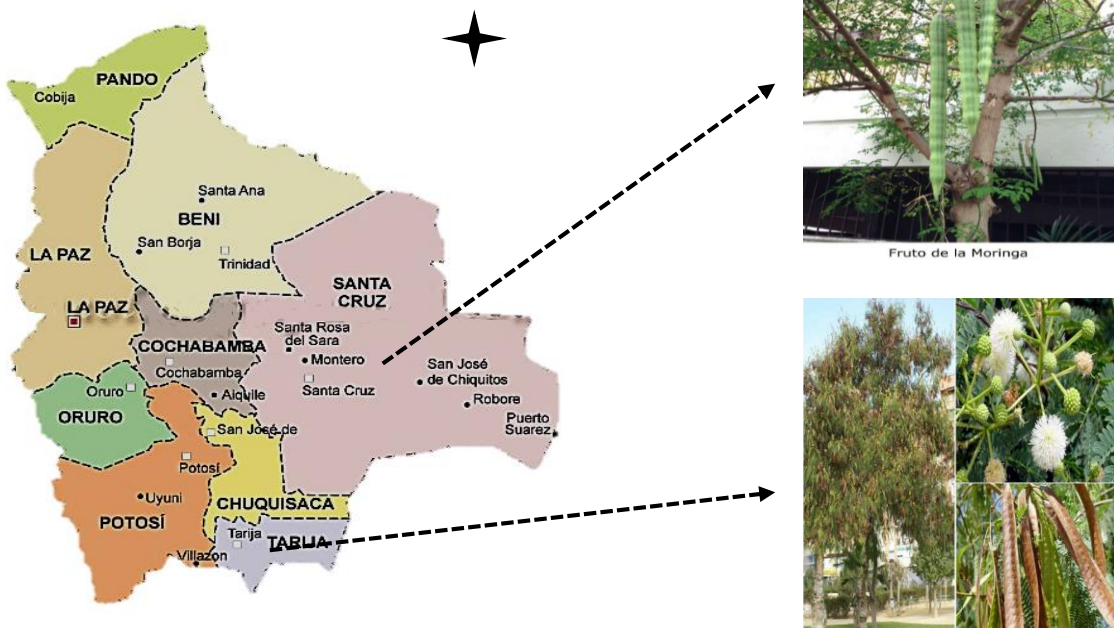 PANDO
Cobija
Santa Ana
BENI
San Borja
Trinidad
LA PAZ
LA PAZ
SANTA
CRUZ
Santa Rosa
del Sara
Montero
Santa Cruz
San José
de Chiquitos
Robore
Puerto
Suarez
COCHABAMBA
Cochabamba
Aiquile
Oruro
ORURO
San José de
Potosí
Uyuni
POTOSÍ
CHUQUISACA
Tarija
TARIJA
Villazon
Fruto de la Moringa